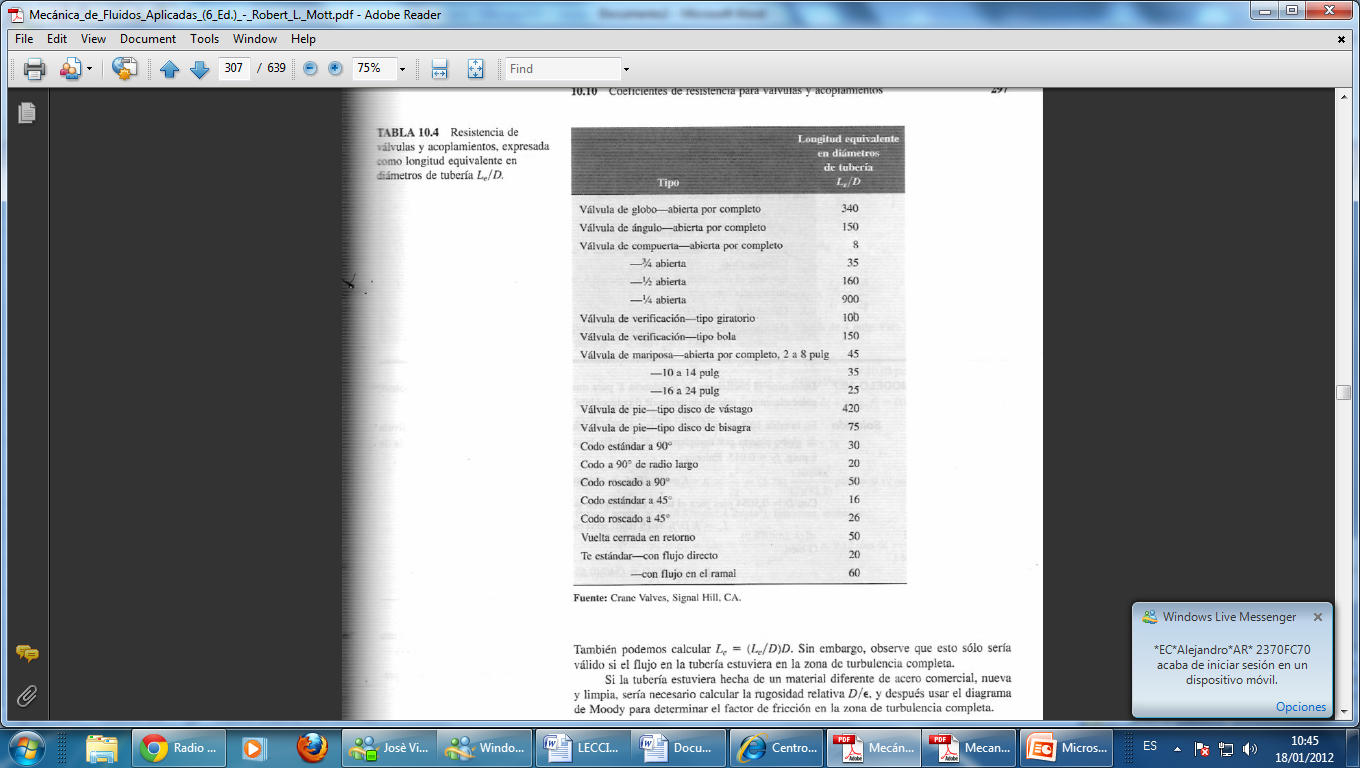 Mecánica_de_Fluidos_Aplicadas_(6_Ed.)_-_Robert_L._Mott.pdf - Adobe Reader
File Edit View Document Tools Window Help
307 / 639 75% Find
10.10 Coeficientes de resistencia para válvulas y acoplamientos 297
TABLA 10.4 Resistencia de
válvulas y acoplamientos, expresada
como longitud equivalente en
diámetros de tubería Le/D.
Longitud equivalente
en diámetros
de tubería
Tipo Le/D
Válvula de globo—abierta por completo 340
Válvula de ángulo—abierta por completo 150
Válvula de compuerta—abierta por completo 8
—¾ abierta 35
—½ abierta 160
—¼ abierta 900
Válvula de verificación—tipo giratorio 100
Válvula de verificación—tipo bola 150
Válvula de mariposa—abierta por completo, 2 a 8 pulg 45
—10 a 14 pulg 35
—16 a 24 pulg 25
Válvula de pie—tipo disco de vástago 420
Válvula de pie—tipo disco de bisagra 75
Codo estándar a 90° 30
Codo a 90° de radio largo 20
Codo roscado a 90° 50
Codo estándar a 45° 16
Codo roscado a 45° 26
Vuelta cerrada en retorno 50
Te estándar—con flujo directo 20
—con flujo en el ramal 60
Fuente: Crane Valves, Signal Hill, CA.
También podemos calcular Le = (Le/D)D. Sin embargo, observe que esto sólo sería
válido si el flujo en la tubería estuviera en la zona de turbulencia completa.
Si la tubería estuviera hecha de un material diferente de acero comercial, nueva
y limpia, sería necesario calcular la rugosidad relativa D/ϵ, y después usar el diagrama
de Moody para determinar el factor de fricción en la zona de turbulencia completa.
Windows Live Messenger
*EC*Alejandro*AR* 2370FC70
acaba de iniciar sesión en un
dispositivo móvil.
Opciones
Radio ... Josè Vi... Windo... LECCI... Docu... Centro... Mecán... Mecan... Micros... ES 10:45
18/01/2012